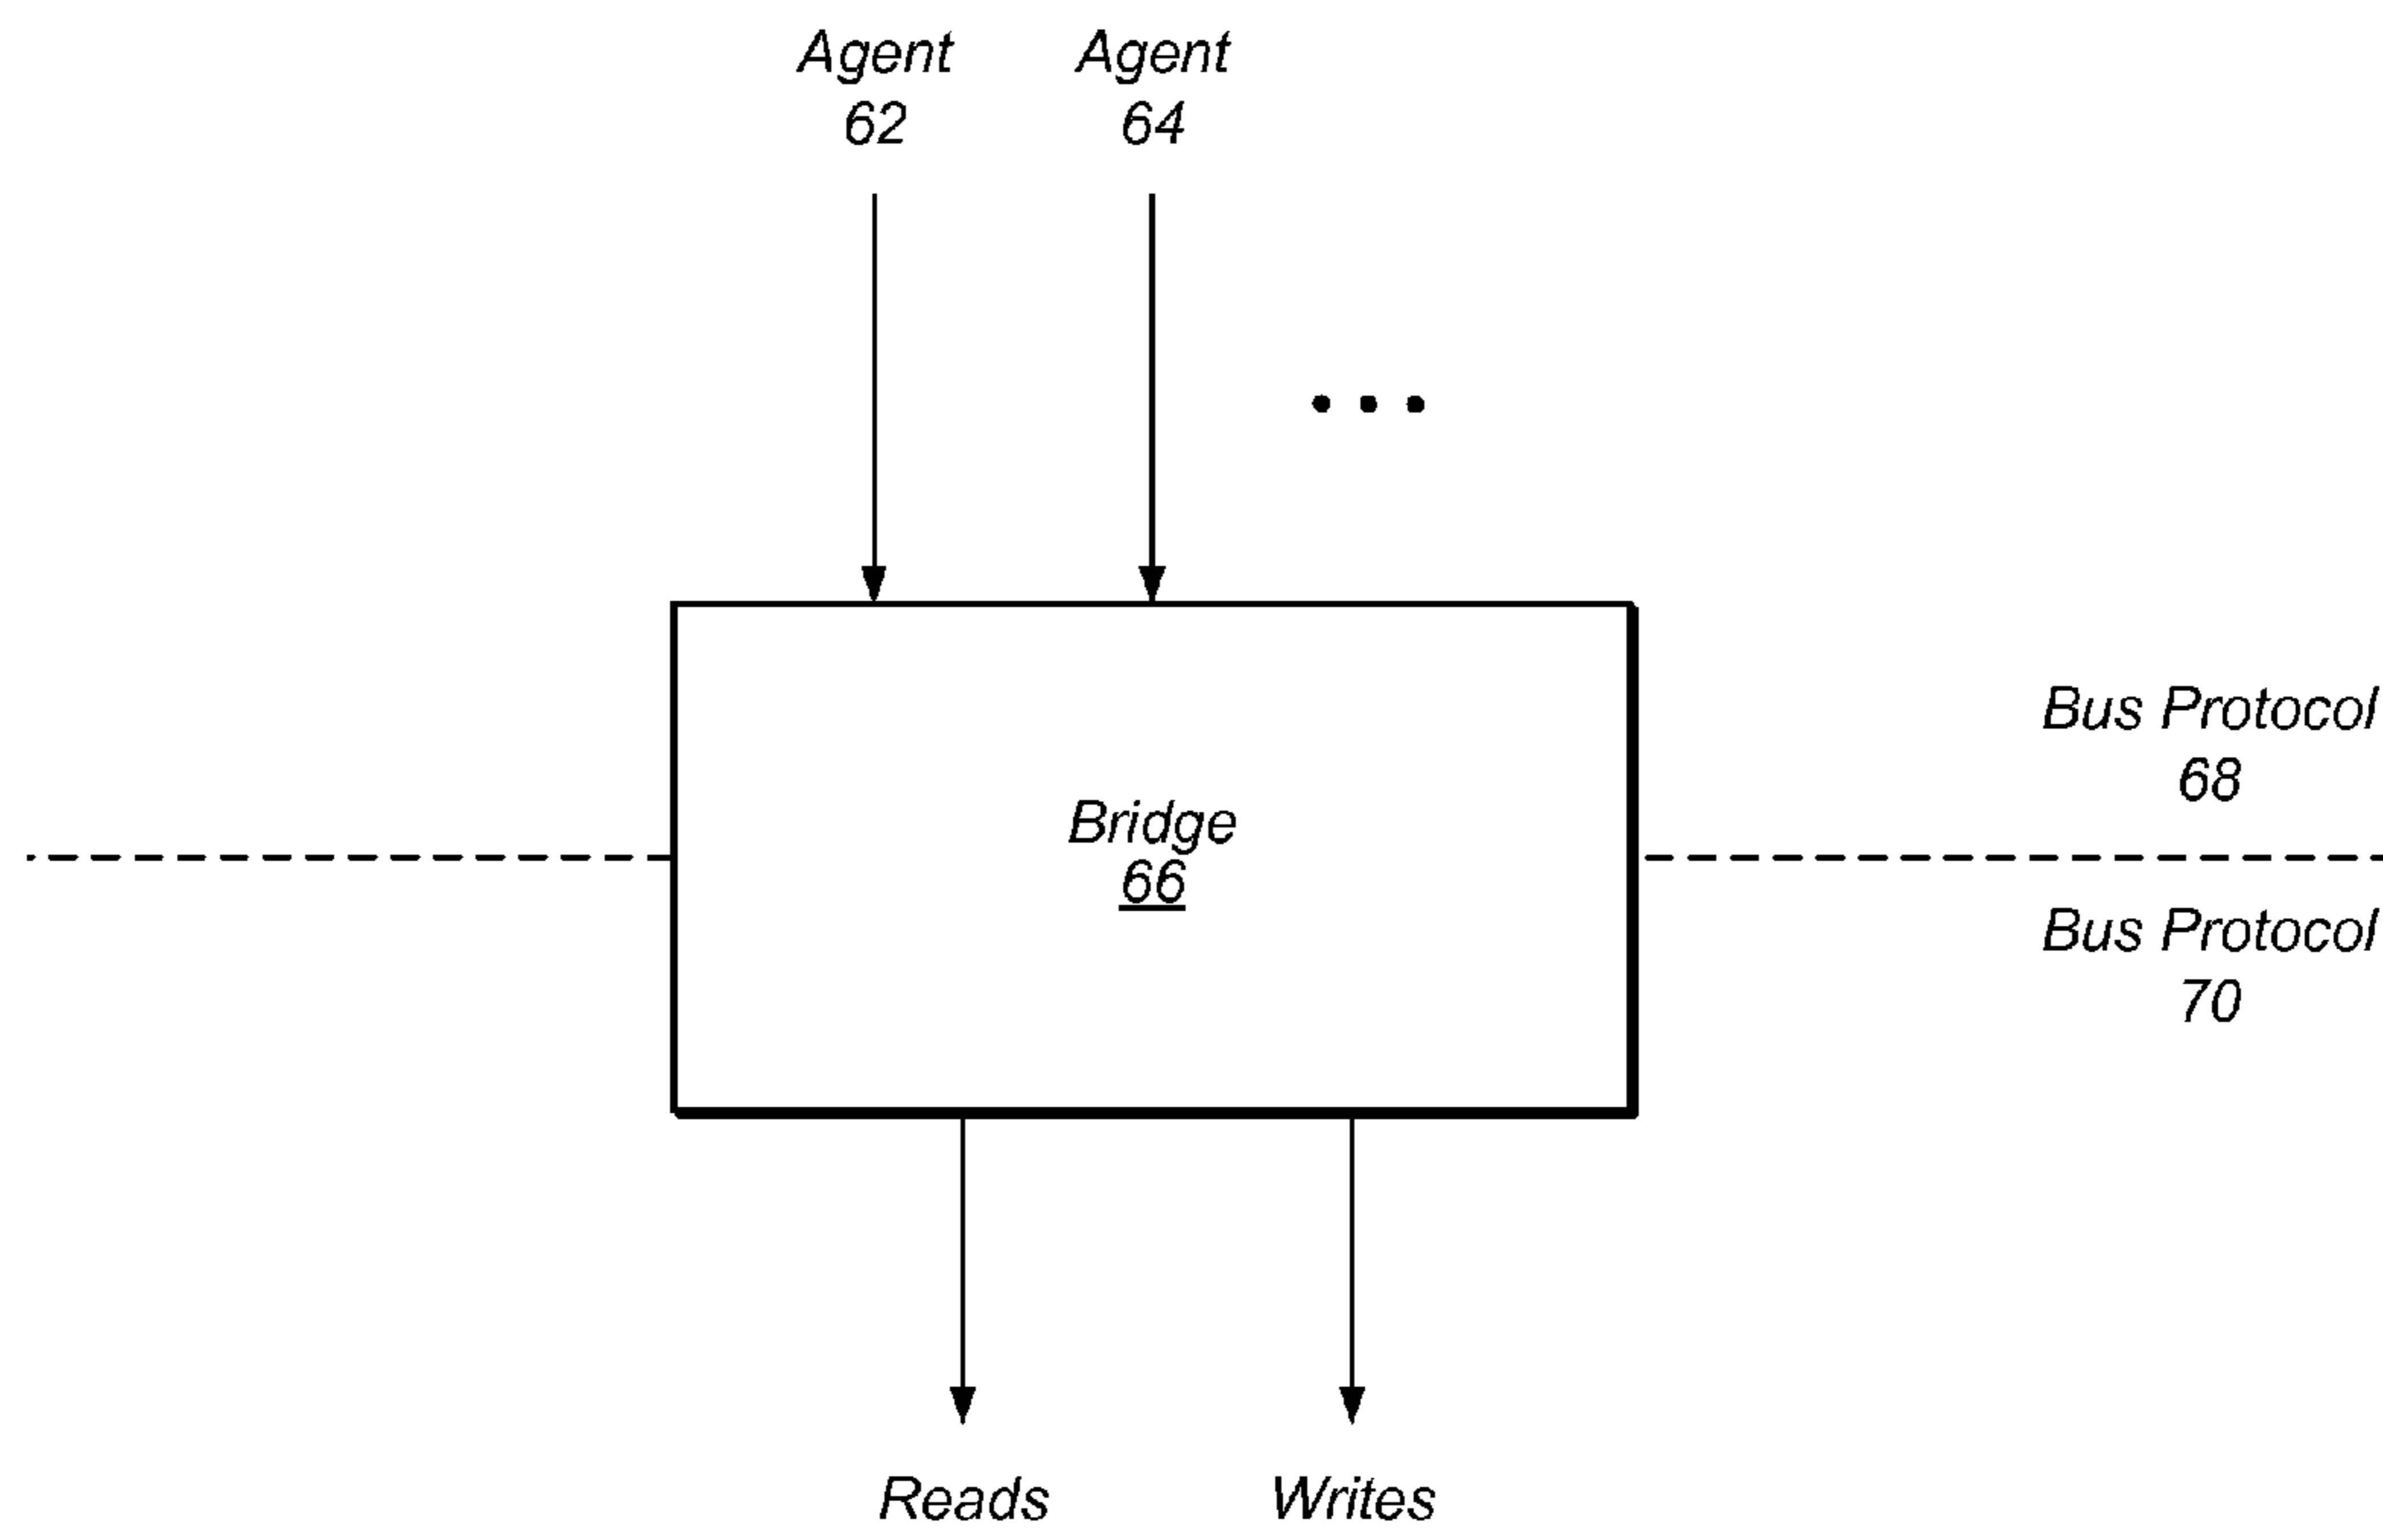 Agent
62
Agent
64
Bus Protocol
68
Bridge
66
Bus Protocol
70
Reads
Writes